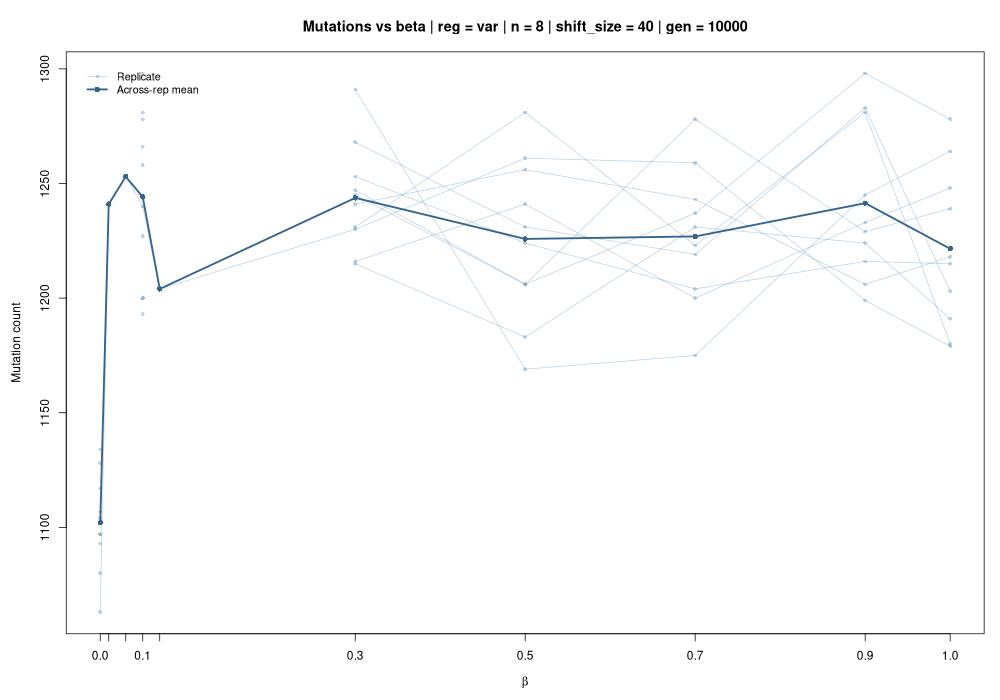 Mutations vs beta | reg = var | n = 8 | shift_size = 40 | gen = 10000
Replicate
Across-rep mean
Mutation count
1300
1250
1200
1150
1100
0.0 0.1 0.3 0.5 0.7 0.9 1.0
β